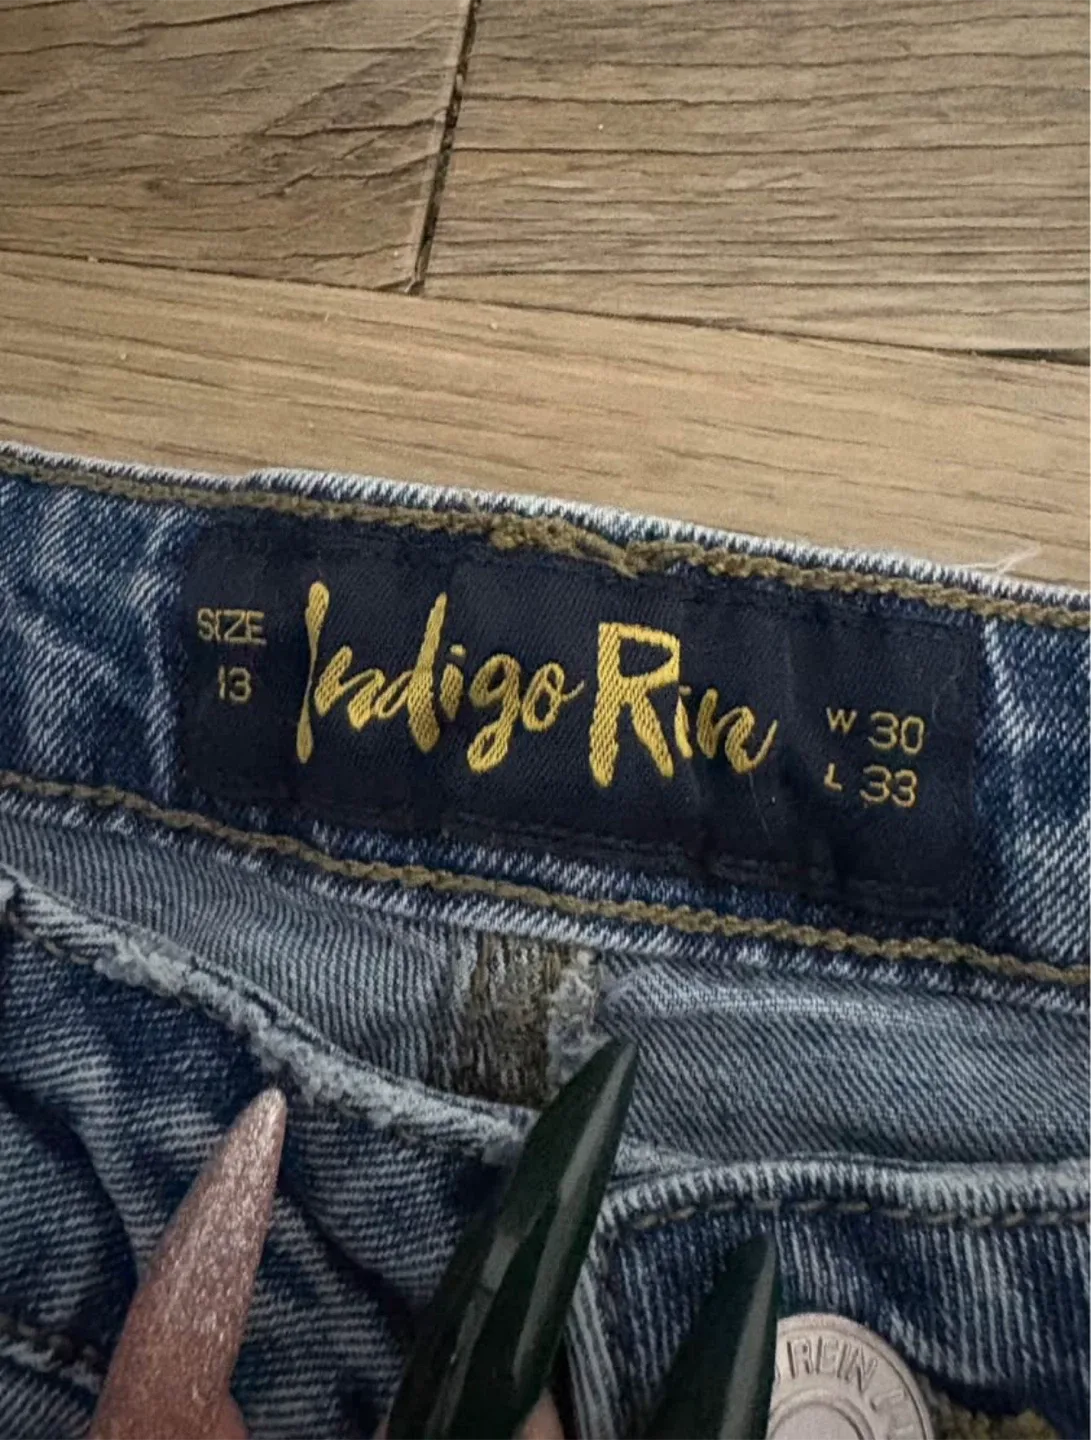 SIZE
13
Indigo Rein
W 30
L 33
REIN